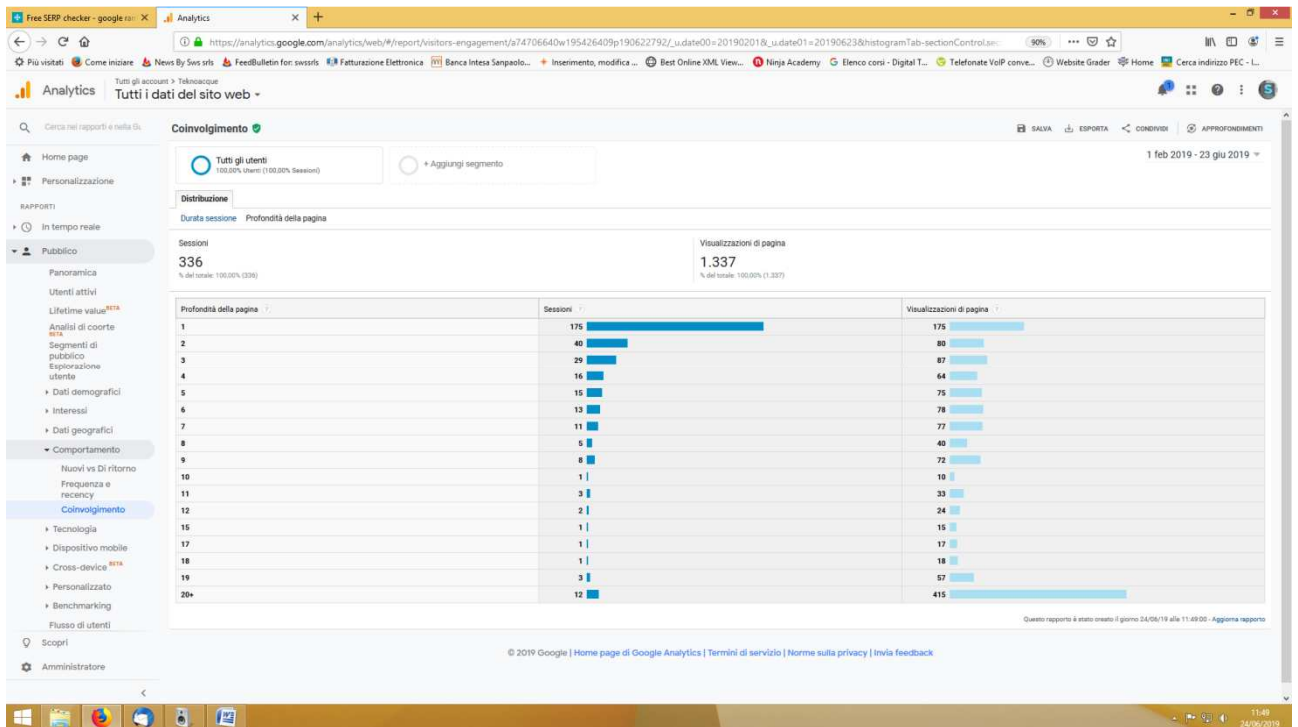 Free SERP checker - google ran
Analytics
https://analytics.google.com/analytics/web/#/report/visitors-engagement/a74706640w195426409p190622792/_u.date00=20190201&_u.date01=20190623&histogramTab-sectionControl.se
90%
Più visitati Come iniziare News By Sws srls FeedBulletin for: swssrls Fatturazione Elettronica Banca Intesa Sanpaolo... Inserimento, modifica ... Best Online XML View... Ninja Academy Elenco corsi - Digital T... Telefonate VoIP conve... Website Grader Home Cerca indirizzo PEC - I...
Analytics
Tutti gli account > Teknoacque
Tutti i dati del sito web
Cerca nei rapporti e nella
Home page
Personalizzazione
RAPPORTI
In tempo reale
Pubblico
Panoramica
Utenti attivi
Lifetime value BETA
Analisi di coorte
BETA
Segmenti di
pubblico
Esplorazione
utente
Dati demografici
Interessi
Dati geografici
Comportamento
Nuovi vs Di ritorno
Frequenza e
recency
Coinvolgimento
Tecnologia
Dispositivo mobile
Cross-device BETA
Personalizzato
Benchmarking
Flusso di utenti
Scopri
Amministratore
Coinvolgimento
SALVA ESPORTA CONDIVIDI APPROFONDIMENTI
Tutti gli utenti
100,00% Utenti (100,00% Sessioni)
+ Aggiungi segmento
1 feb 2019 - 23 giu 2019
Distribuzione
Durata sessione Profondità della pagina
Sessioni
336
% del totale: 100,00% (336)
Visualizzazioni di pagina
1.337
% del totale: 100,00% (1.337)
Profondità della pagina ? Sessioni ? Visualizzazioni di pagina ?
1 175 175
2 40 80
3 29 87
4 16 64
5 15 75
6 13 78
7 11 77
8 5 40
9 8 72
10 1 10
11 3 33
12 2 24
15 1 15
17 1 17
18 1 18
19 3 57
20+ 12 415
Questo rapporto è stato creato il giorno 24/06/19 alle 11:49:00 - Aggiorna rapporto
© 2019 Google | Home page di Google Analytics | Termini di servizio | Norme sulla privacy | Invia feedback
11:49
24/06/2019